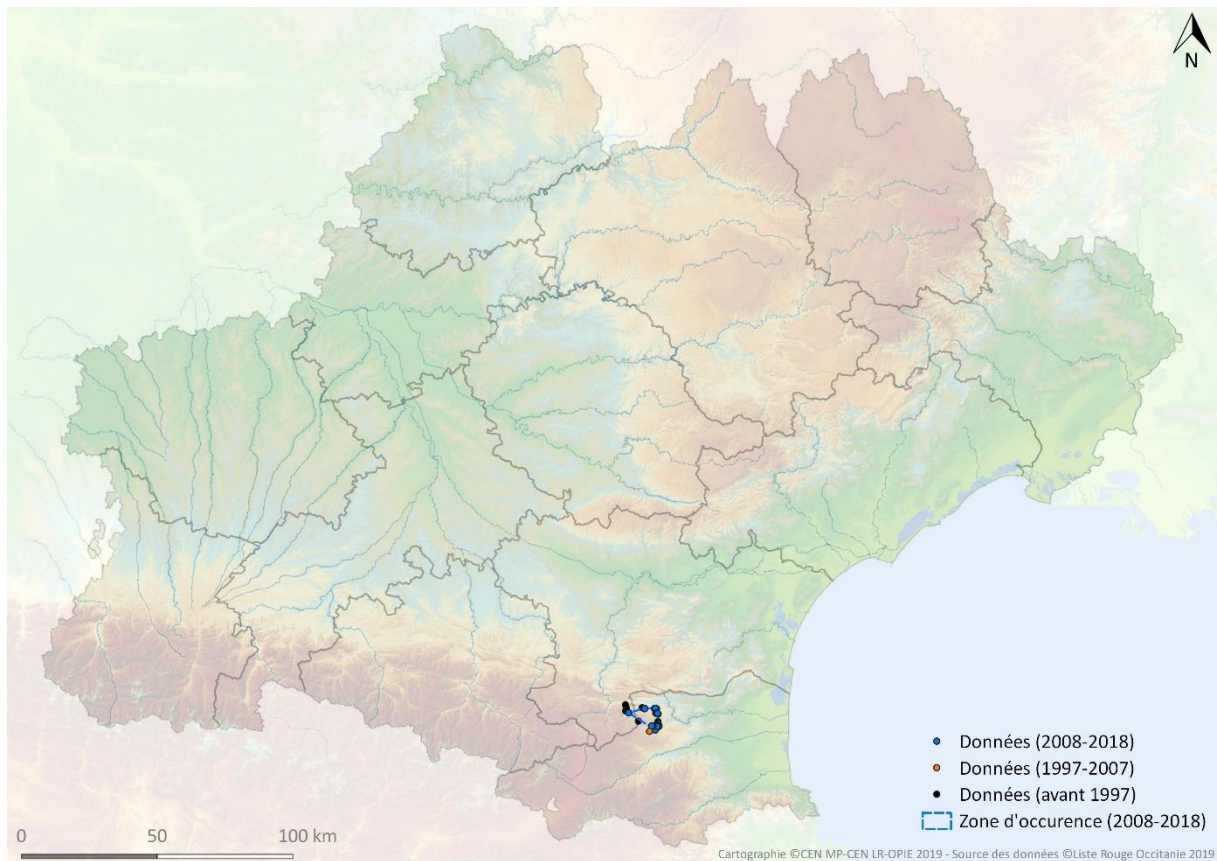 N
Données (2008-2018)
Données (1997-2007)
Données (avant 1997)
Zone d'occurence (2008-2018)
0 50 100 km
Cartographie ©CEN MP-CEN LR-OPIE 2019 - Source des données ©Liste Rouge Occitanie 2019